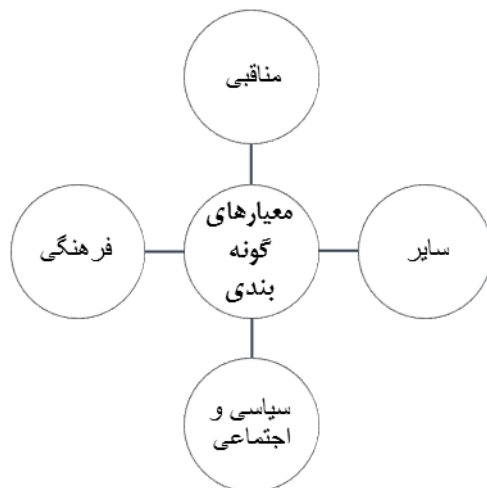 مناقبی
معیارهای
گونه
بندی
سایر
فرهنگی
سیاسی و
اجتماعی